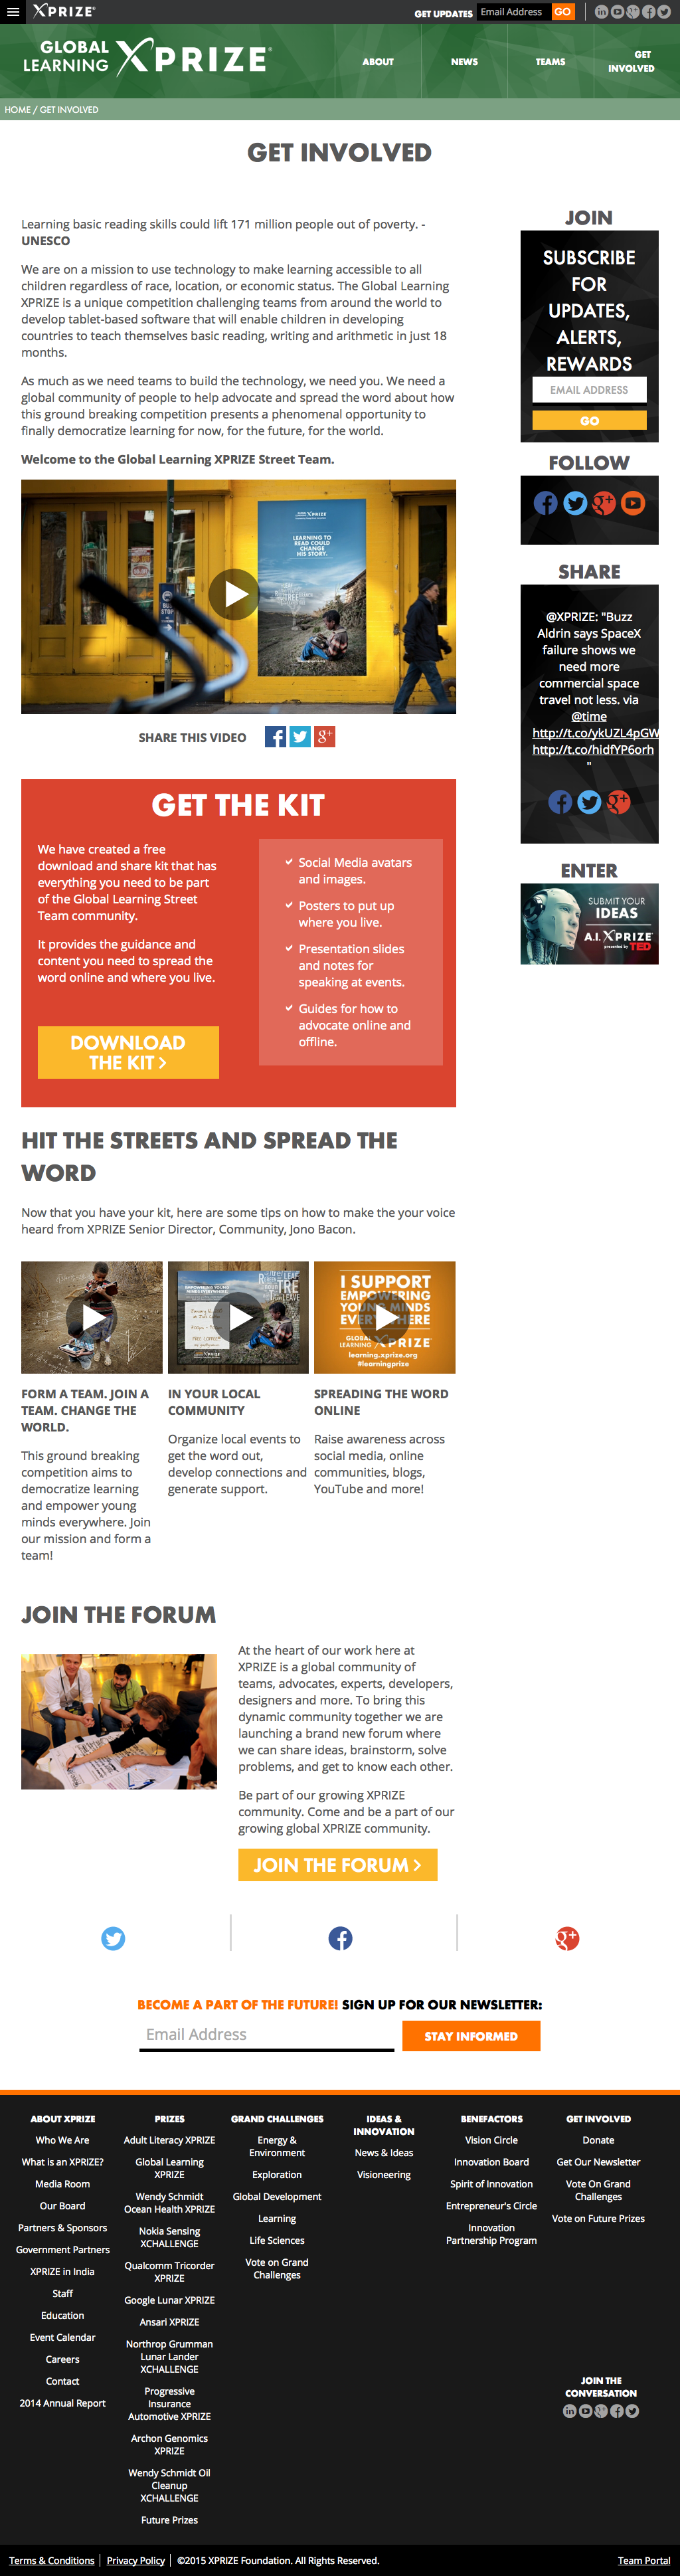 XPRIZE
GET UPDATES
Email Address
GO
GLOBAL
LEARNING
XPRIZE
ABOUT
NEWS
TEAMS
GET
INVOLVED
HOME / GET INVOLVED
GET INVOLVED
Learning basic reading skills could lift 171 million people out of poverty. -
UNESCO
We are on a mission to use technology to make learning accessible to all
children regardless of race, location, or economic status. The Global Learning
XPRIZE is a unique competition challenging teams from around the world to
develop tablet-based software that will enable children in developing
countries to teach themselves basic reading, writing and arithmetic in just 18
months.
As much as we need teams to build the technology, we need you. We need a
global community of people to help advocate and spread the word about how
this ground breaking competition presents a phenomenal opportunity to
finally democratize learning for now, for the future, for the world.
Welcome to the Global Learning XPRIZE Street Team.
XPRIZE
LEARNING TO
READ COULD
CHANGE
HIS STORY.
SHARE THIS VIDEO
GET THE KIT
We have created a free
download and share kit that has
everything you need to be part
of the Global Learning Street
Team community.
It provides the guidance and
content you need to spread the
word online and where you live.
DOWNLOAD
THE KIT >
Social Media avatars
and images.
Posters to put up
where you live.
Presentation slides
and notes for
speaking at events.
Guides for how to
advocate online and
offline.
HIT THE STREETS AND SPREAD THE
WORD
Now that you have your kit, here are some tips on how to make the your voice
heard from XPRIZE Senior Director, Community, Jono Bacon.
I SUPPORT
EMPOWERING
YOUNG MINDS
EVERYWHERE
GLOBAL
LEARNING XPRIZE
learning.xprize.org
#learningprize
FORM A TEAM. JOIN A
TEAM. CHANGE THE
WORLD.
This ground breaking
competition aims to
democratize learning
and empower young
minds everywhere. Join
our mission and form a
team!
IN YOUR LOCAL
COMMUNITY
Organize local events to
get the word out,
develop connections and
generate support.
SPREADING THE WORD
ONLINE
Raise awareness across
social media, online
communities, blogs,
YouTube and more!
JOIN THE FORUM
At the heart of our work here at
XPRIZE is a global community of
teams, advocates, experts, developers,
designers and more. To bring this
dynamic community together we are
launching a brand new forum where
we can share ideas, brainstorm, solve
problems, and get to know each other.
Be part of our growing XPRIZE
community. Come and be a part of our
growing global XPRIZE community.
JOIN THE FORUM >
JOIN
SUBSCRIBE
FOR
UPDATES,
ALERTS,
REWARDS
EMAIL ADDRESS
GO
FOLLOW
SHARE
@XPRIZE: "Buzz
Aldrin says SpaceX
failure shows we
need more
commercial space
travel not less. via
@time
http://t.co/ykUZL4pGW
http://t.co/hidfYP6orh
"
ENTER
SUBMIT YOUR
IDEAS
A.I. XPRIZE
presented by TED
BECOME A PART OF THE FUTURE! SIGN UP FOR OUR NEWSLETTER:
Email Address
STAY INFORMED
ABOUT XPRIZE
Who We Are
What is an XPRIZE?
Media Room
Our Board
Partners & Sponsors
Government Partners
XPRIZE in India
Staff
Education
Event Calendar
Careers
Contact
2014 Annual Report
PRIZES
Adult Literacy XPRIZE
Global Learning
XPRIZE
Wendy Schmidt
Ocean Health XPRIZE
Nokia Sensing
XCHALLENGE
Qualcomm Tricorder
XPRIZE
Google Lunar XPRIZE
Ansari XPRIZE
Northrop Grumman
Lunar Lander
XCHALLENGE
Progressive
Insurance
Automotive XPRIZE
Archon Genomics
XPRIZE
Wendy Schmidt Oil
Cleanup
XCHALLENGE
Future Prizes
GRAND CHALLENGES
Energy &
Environment
Exploration
Global Development
Learning
Life Sciences
Vote on Grand
Challenges
IDEAS &
INNOVATION
News & Ideas
Visioneering
BENEFACTORS
Vision Circle
Innovation Board
Spirit of Innovation
Entrepreneur's Circle
Innovation
Partnership Program
GET INVOLVED
Donate
Get Our Newsletter
Vote On Grand
Challenges
Vote on Future Prizes
JOIN THE
CONVERSATION
Terms & Conditions | Privacy Policy | ©2015 XPRIZE Foundation. All Rights Reserved.
Team Portal